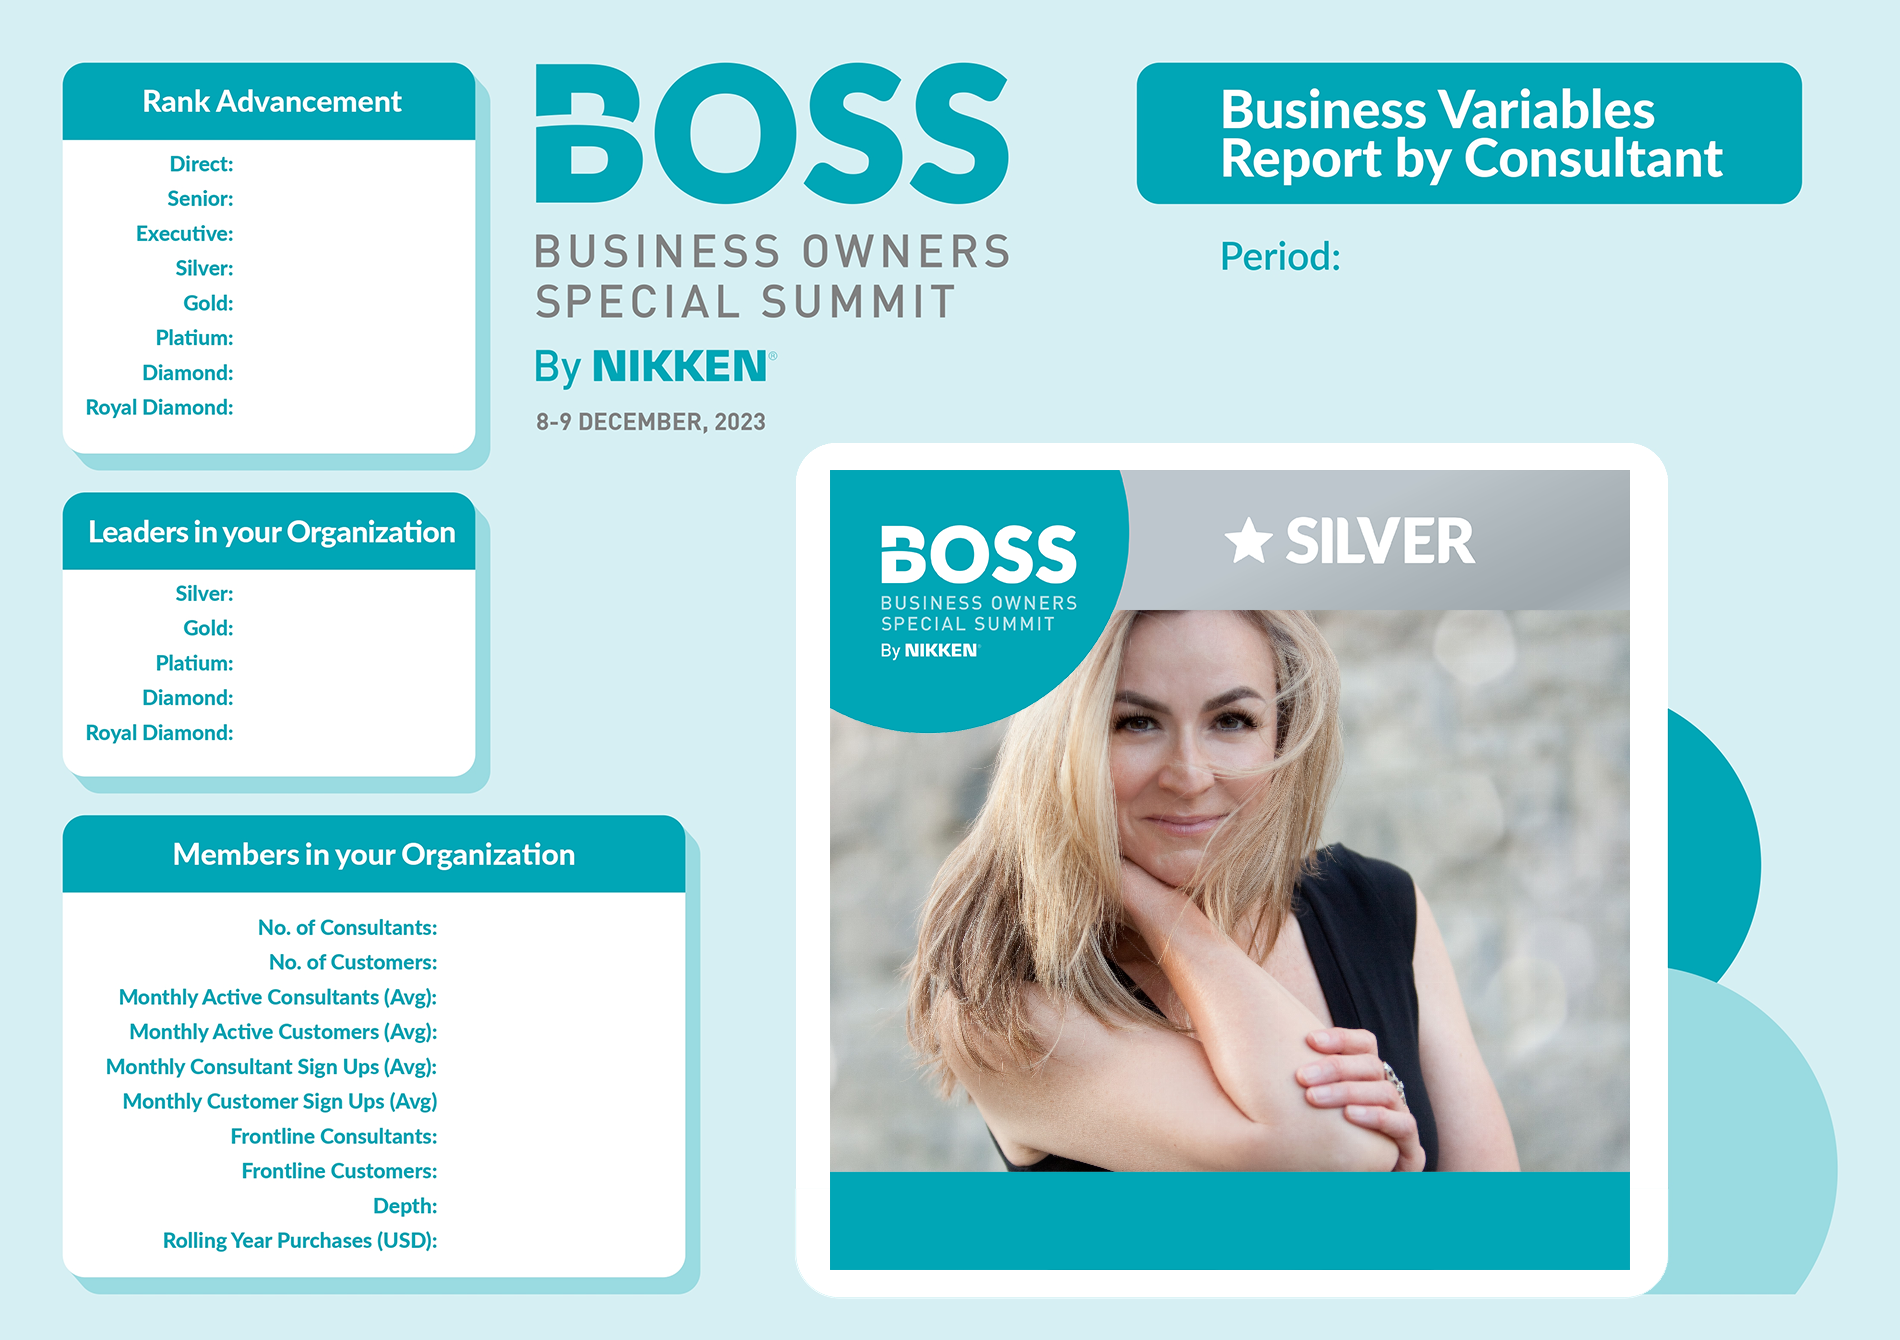 Rank Advancement
Direct:
Senior:
Executive:
Silver:
Gold:
Platium:
Diamond:
Royal Diamond:
Leaders in your Organization
Silver:
Gold:
Platium:
Diamond:
Royal Diamond:
Members in your Organization
No. of Consultants:
No. of Customers:
Monthly Active Consultants (Avg):
Monthly Active Customers (Avg):
Monthly Consultant Sign Ups (Avg):
Monthly Customer Sign Ups (Avg)
Frontline Consultants:
Frontline Customers:
Depth:
Rolling Year Purchases (USD):
BOSS
BUSINESS OWNERS
SPECIAL SUMMIT
By NIKKEN®
8-9 DECEMBER, 2023
Business Variables
Report by Consultant
Period:
BOSS
BUSINESS OWNERS
SPECIAL SUMMIT
By NIKKEN
SILVER